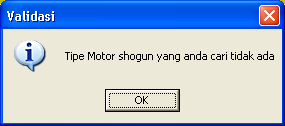 Validasi
Tipe Motor shogun yang anda cari tidak ada
OK